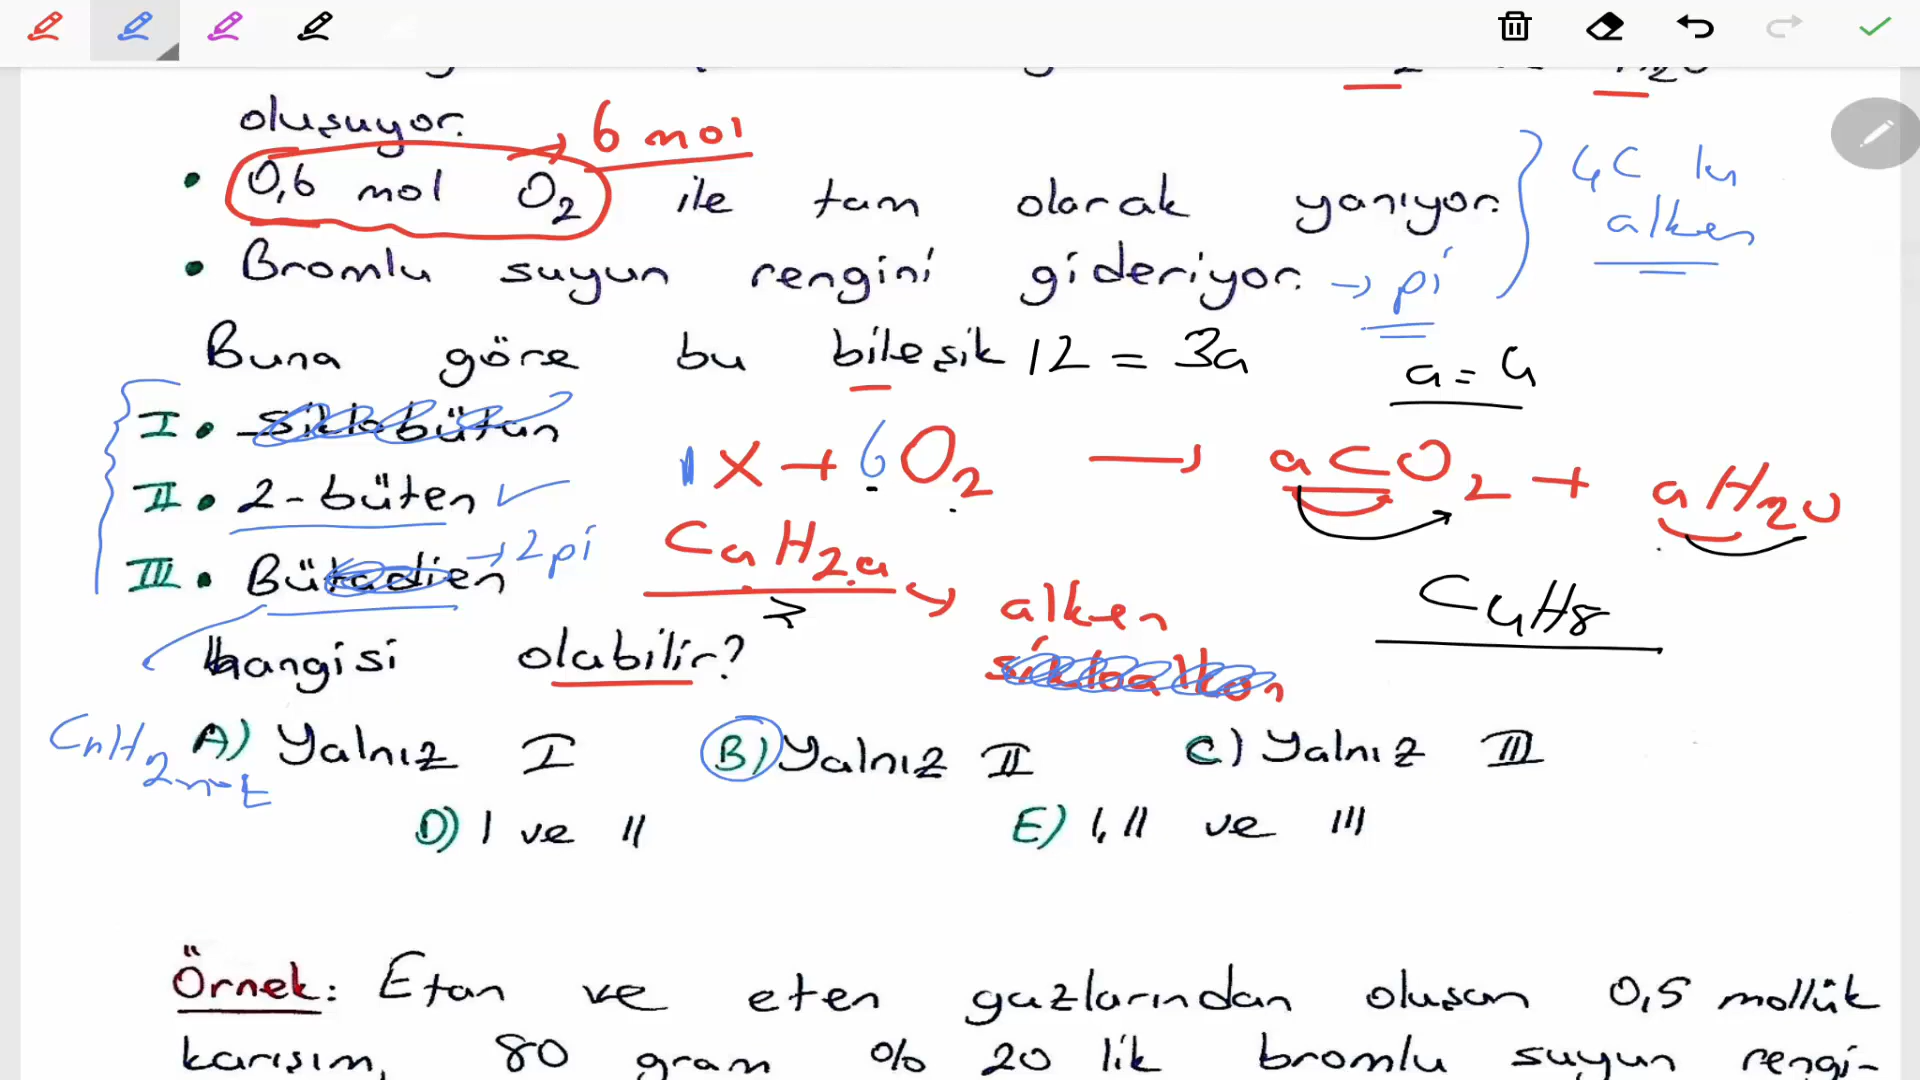 oluşuyor.
→ 6 mol
• 0,6 mol O2 ile tam olarak yanıyor.
4C lu
alken
• Bromlu suyun rengini gideriyor. → pi
Buna göre bu bileşik 12 = 3a
a = 4
I. siklobütan
II. 2-büten ✓
III. Bütadien → 2 pi
1X + 6O2 → aCO2 + aH2O
CaH2a → alken
sikloalkan
C4H8
hangisi olabilir?
CnH2n-2
A) Yalnız I B) Yalnız II C) Yalnız III
D) I ve II E) I, II ve III
Örnek: Etan ve eten gazlarından oluşan 0,5 mollük
karışım, 80 gram % 20 lik bromlu suyun rengi-